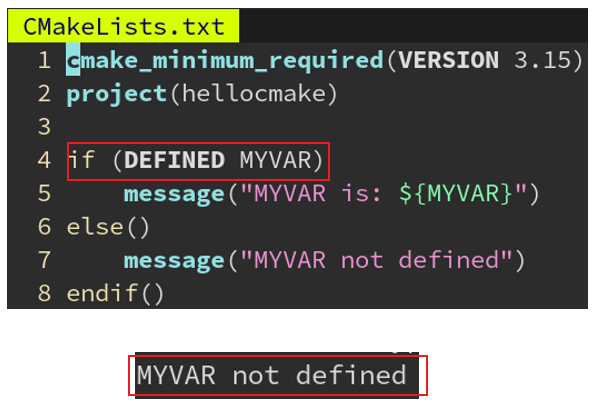 CMakeLists.txt
1 cmake_minimum_required(VERSION 3.15)
2 project(hellocmake)
3
4 if (DEFINED MYVAR)
5     message("MYVAR is: ${MYVAR}")
6 else()
7     message("MYVAR not defined")
8 endif()
MYVAR not defined